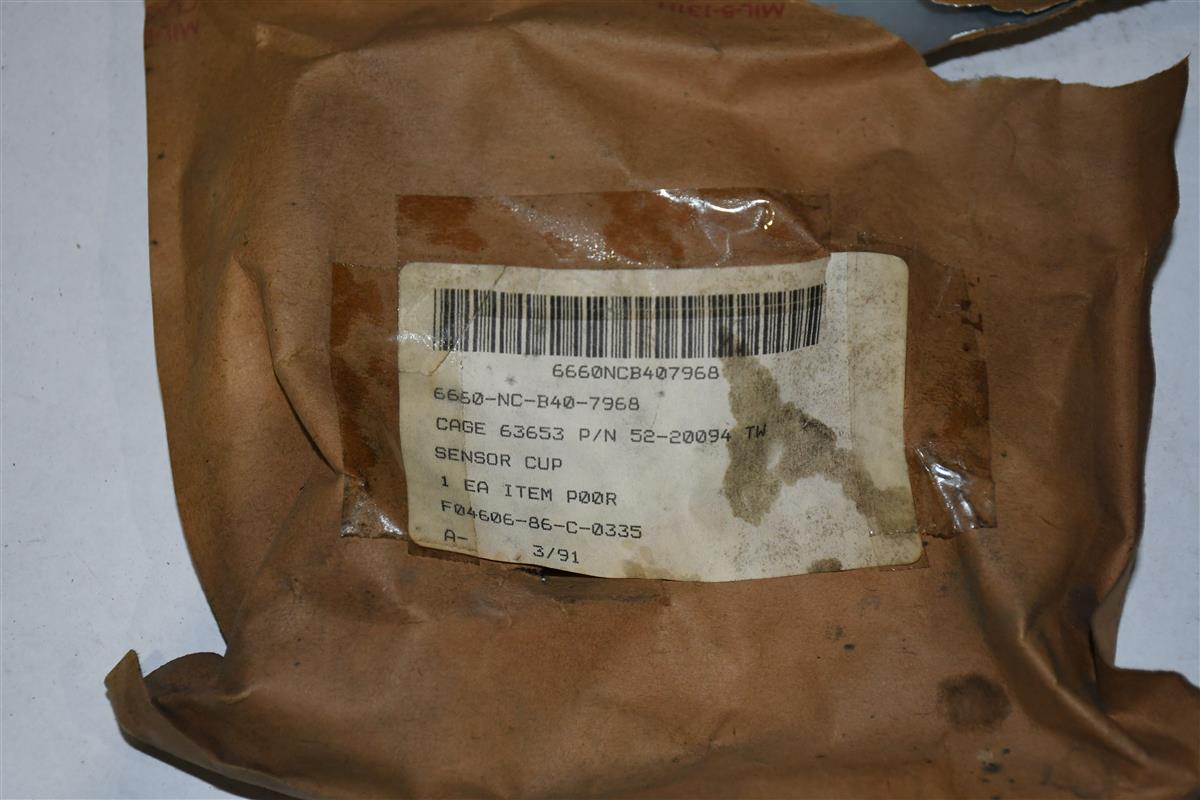 6660NCB407968
6660-NC-B40-7968
CAGE 63653 P/N 52-20094 TW
SENSOR CUP
1 EA ITEM P00R
F04606-86-C-0335
A- 3/91